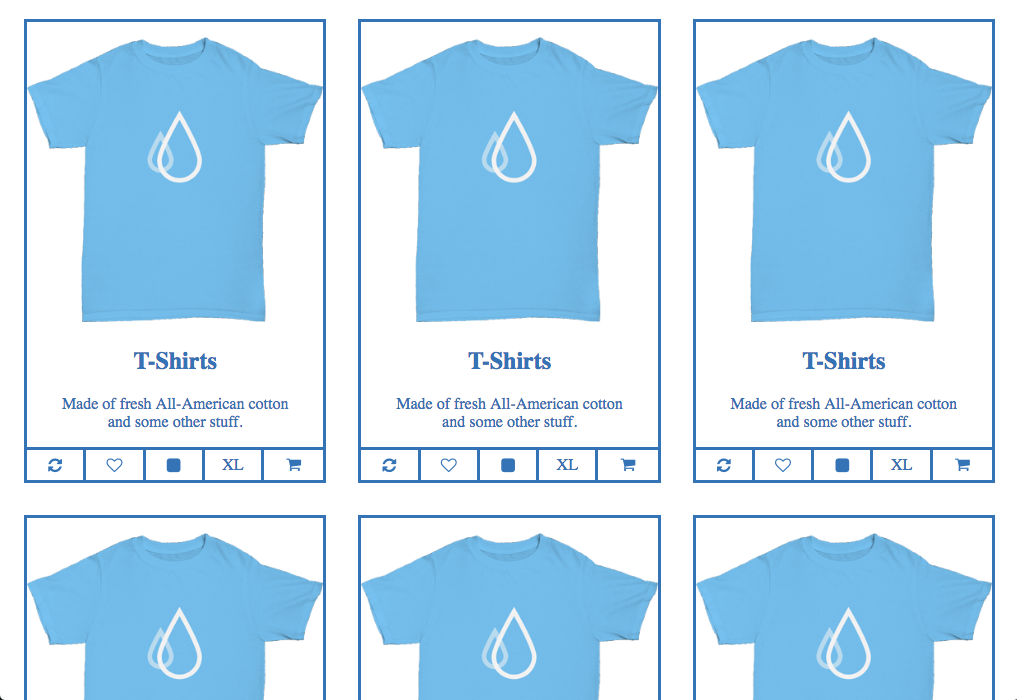 T-Shirts
Made of fresh All-American cotton
and some other stuff.
XL
T-Shirts
Made of fresh All-American cotton
and some other stuff.
XL
T-Shirts
Made of fresh All-American cotton
and some other stuff.
XL